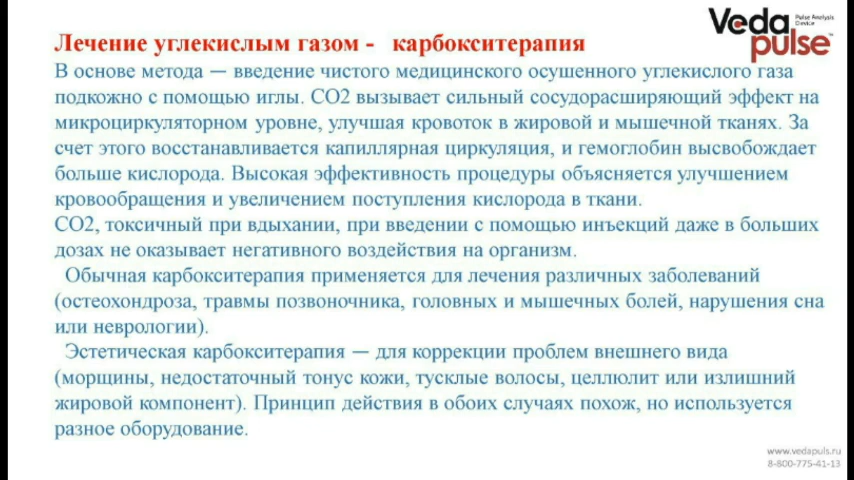 Veda
pulse™
Pulse Analysis
Device
Лечение углекислым газом - карбокситерапия
В основе метода — введение чистого медицинского осушенного углекислого газа
подкожно с помощью иглы. СО2 вызывает сильный сосудорасширяющий эффект на
микроциркуляторном уровне, улучшая кровоток в жировой и мышечной тканях. За
счет этого восстанавливается капиллярная циркуляция, и гемоглобин высвобождает
больше кислорода. Высокая эффективность процедуры объясняется улучшением
кровообращения и увеличением поступления кислорода в ткани.
СО2, токсичный при вдыхании, при введении с помощью инъекций даже в больших
дозах не оказывает негативного воздействия на организм.
Обычная карбокситерапия применяется для лечения различных заболеваний
(остеохондроза, травмы позвоночника, головных и мышечных болей, нарушения сна
или неврологии).
Эстетическая карбокситерапия — для коррекции проблем внешнего вида
(морщины, недостаточный тонус кожи, тусклые волосы, целлюлит или излишний
жировой компонент). Принцип действия в обоих случаях похож, но используется
разное оборудование.
www.vedapuls.ru
8-800-775-41-13